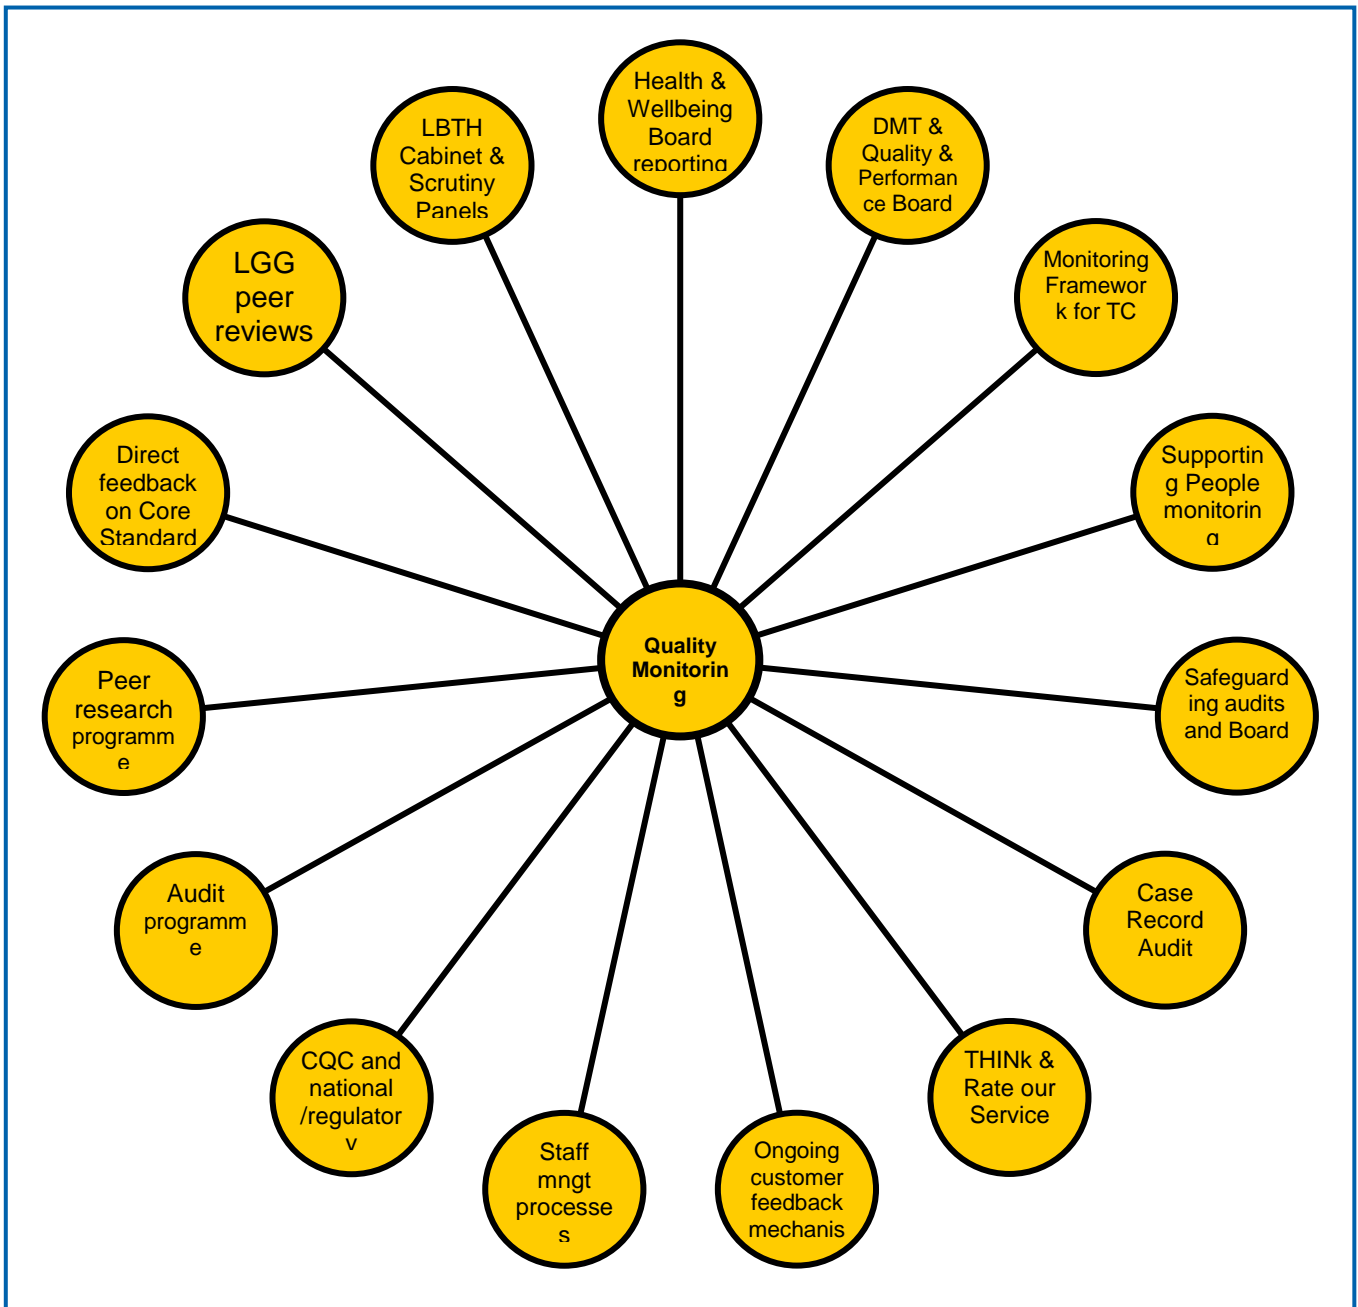 Health &
Wellbeing
Board
reporting
DMT &
Quality &
Performan
ce Board
Monitoring
Framewor
k for TC
Supportin
g People
monitorin
g
Safeguard
ing audits
and Board
Case
Record
Audit
THINk &
Rate our
Service
Ongoing
customer
feedback
mechanis
Staff
mngt
processe
s
CQC and
national
/regulator
y
Audit
programm
e
Peer
research
programm
e
Direct
feedback
on Core
Standard
LGG
peer
reviews
LBTH
Cabinet &
Scrutiny
Panels
Quality
Monitorin
g